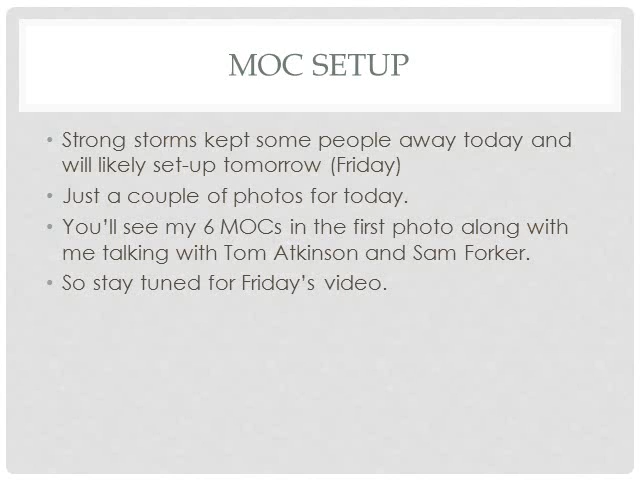 MOC SETUP
• Strong storms kept some people away today and
will likely set-up tomorrow (Friday)
• Just a couple of photos for today.
• You'll see my 6 MOCs in the first photo along with
me talking with Tom Atkinson and Sam Forker.
• So stay tuned for Friday's video.